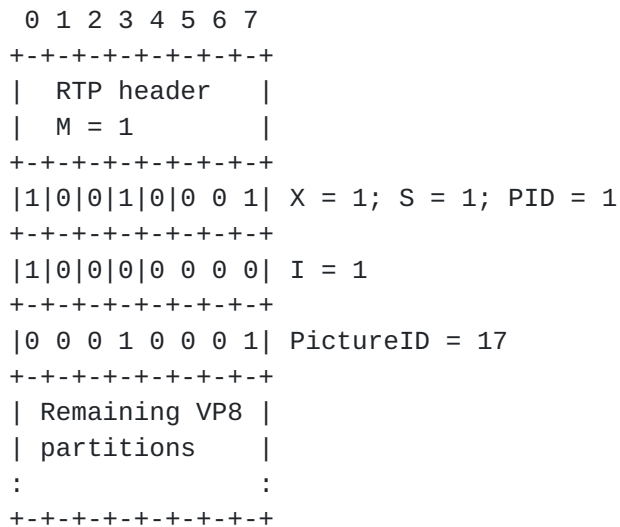 0 1 2 3 4 5 6 7
+-+-+-+-+-+-+-+-+
|  RTP header   |
|  M = 1        |
+-+-+-+-+-+-+-+-+
|1|0|0|1|0|0 0 1| X = 1; S = 1; PID = 1
+-+-+-+-+-+-+-+-+
|1|0|0|0|0 0 0 0| I = 1
+-+-+-+-+-+-+-+-+
|0 0 0 1 0 0 0 1| PictureID = 17
+-+-+-+-+-+-+-+-+
| Remaining VP8 |
| partitions    |
:               :
+-+-+-+-+-+-+-+-+